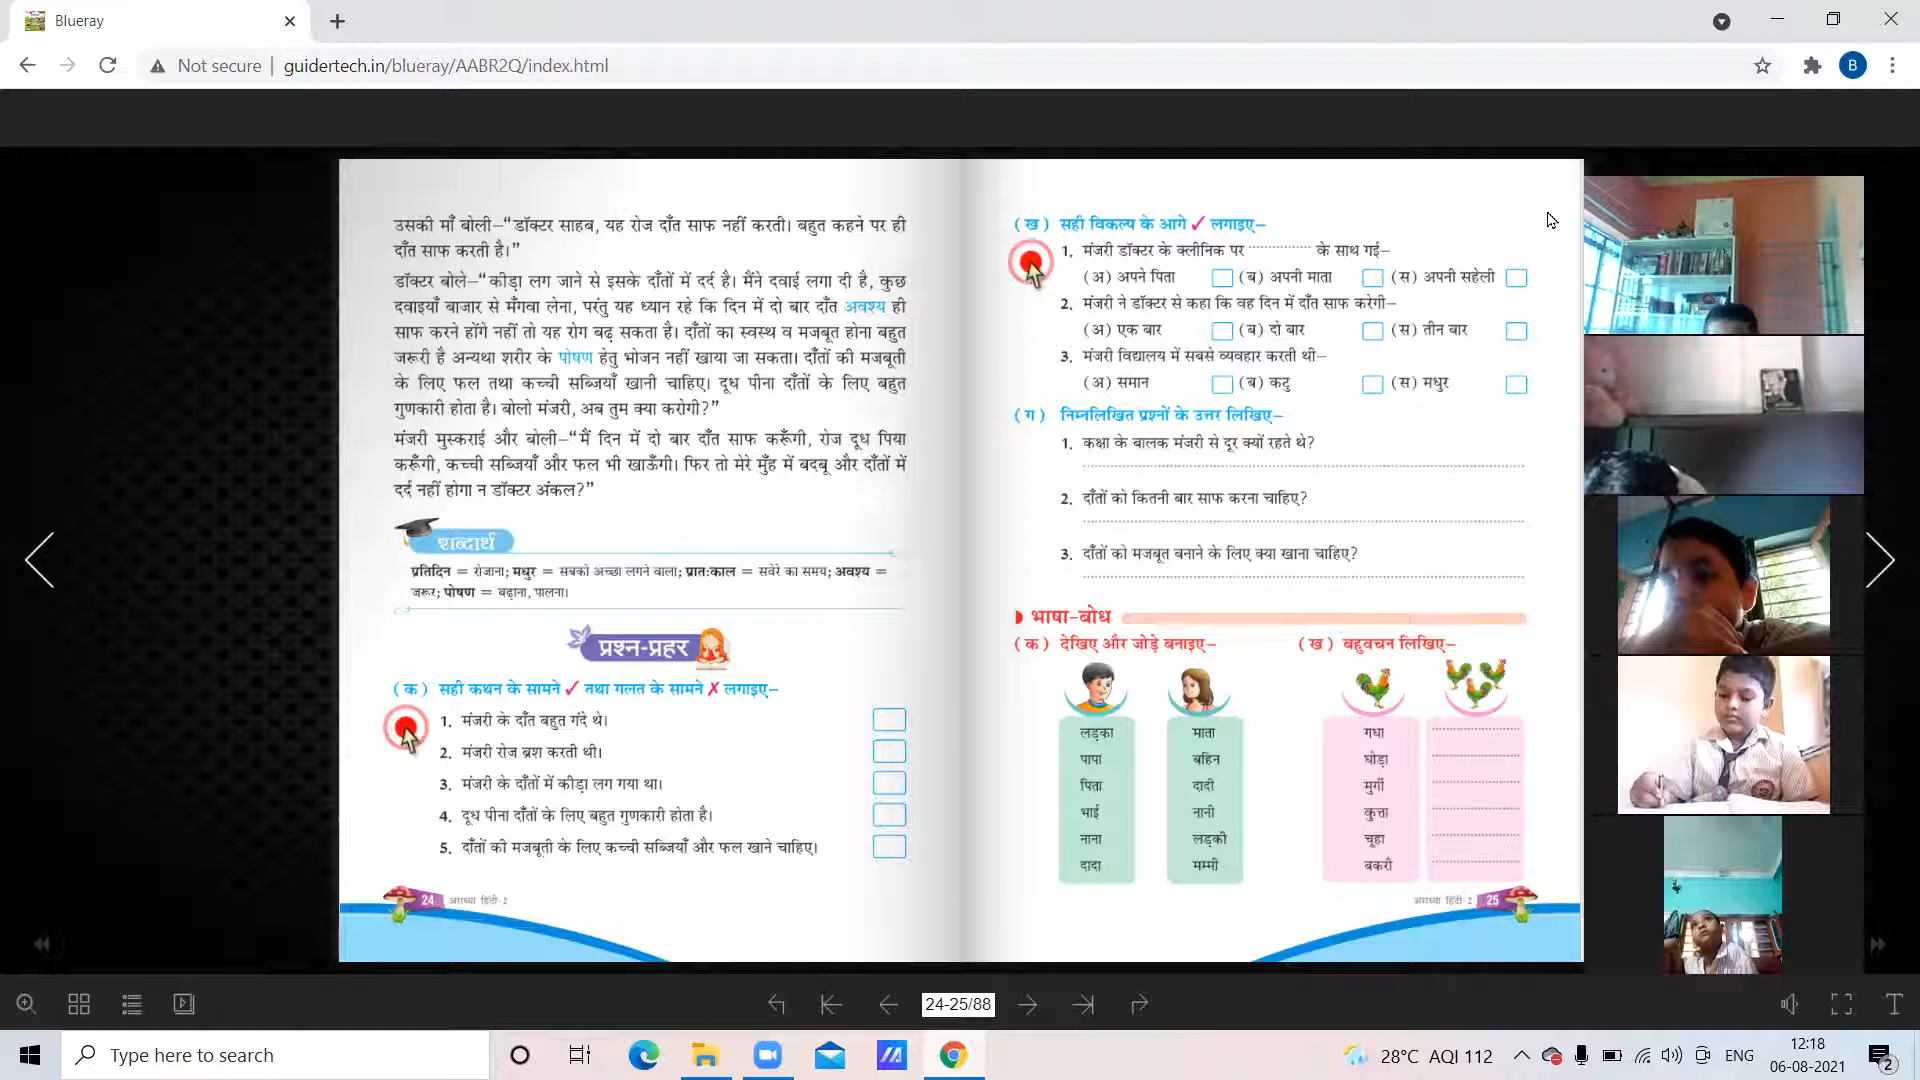 Blueray
Not secure | guidertech.in/blueray/AABR2Q/index.html
B
उसकी माँ बोली–“डॉक्टर साहब, यह रोज दाँत साफ नहीं करती। बहुत कहने पर ही
दाँत साफ करती है।”
डॉक्टर बोले–“कीड़ा लग जाने से इसके दाँतों में दर्द है। मैंने दवाई लगा दी है, कुछ
दवाइयाँ बाजार से मँगवा लेना, परंतु यह ध्यान रहे कि दिन में दो बार दाँत अवश्य ही
साफ करने होंगे नहीं तो यह रोग बढ़ सकता है। दाँतों का स्वस्थ व मजबूत होना बहुत
जरूरी है अन्यथा शरीर के पोषण हेतु भोजन नहीं खाया जा सकता। दाँतों की मजबूती
के लिए फल तथा कच्ची सब्जियाँ खानी चाहिए। दूध पीना दाँतों के लिए बहुत
गुणकारी होता है। बोलो मंजरी, अब तुम क्या करोगी?”
मंजरी मुस्कराई और बोली–“मैं दिन में दो बार दाँत साफ करूँगी, रोज दूध पिया
करूँगी, कच्ची सब्जियाँ और फल भी खाऊँगी। फिर तो मेरे मुँह में बदबू और दाँतों में
दर्द नहीं होगा न डॉक्टर अंकल?”
शब्दार्थ
प्रतिदिन = रोजाना; मधुर = सबको अच्छा लगने वाला; प्रातःकाल = सवेरे का समय; अवश्य =
जरूर; पोषण = बढ़ाना, पालना।
प्रश्न-प्रहर
(क) सही कथन के सामने ✓ तथा गलत के सामने ✗ लगाइए–
1. मंजरी के दाँत बहुत गंदे थे।
2. मंजरी रोज ब्रश करती थी।
3. मंजरी के दाँतों में कीड़ा लग गया था।
4. दूध पीना दाँतों के लिए बहुत गुणकारी होता है।
5. दाँतों की मजबूती के लिए कच्ची सब्जियाँ और फल खाने चाहिए।
24 अराध्या हिंदी-2
(ख) सही विकल्प के आगे ✓ लगाइए–
1. मंजरी डॉक्टर के क्लीनिक पर ............... के साथ गई–
(अ) अपने पिता (ब) अपनी माता (स) अपनी सहेली
2. मंजरी ने डॉक्टर से कहा कि वह दिन में दाँत साफ करेगी–
(अ) एक बार (ब) दो बार (स) तीन बार
3. मंजरी विद्यालय में सबसे व्यवहार करती थी–
(अ) समान (ब) कटु (स) मधुर
(ग) निम्नलिखित प्रश्नों के उत्तर लिखिए–
1. कक्षा के बालक मंजरी से दूर क्यों रहते थे?
2. दाँतों को कितनी बार साफ करना चाहिए?
3. दाँतों को मजबूत बनाने के लिए क्या खाना चाहिए?
भाषा-बोध
(क) देखिए और जोड़े बनाइए– (ख) बहुवचन लिखिए–
लड़का माता गधा
पापा बहिन घोड़ा
पिता दादी मुर्गी
भाई नानी कुत्ता
नाना लड़की चूहा
दादा मम्मी बकरी
अराध्या हिंदी-2 25
24-25/88
Type here to search
28°C AQI 112 ENG
12:18
06-08-2021
2